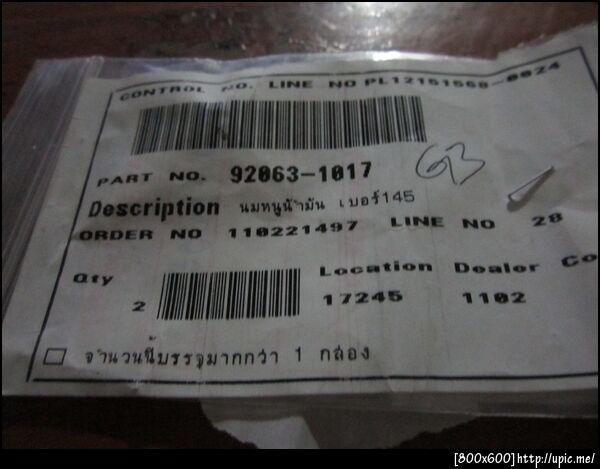 CONTROL NO. LINE NO PL12161568-0024
PART NO. 92063-1017
63
Description นมหนูน้ำมัน เบอร์145
ORDER NO 110221497 LINE NO 28
Qty Location Dealer Co
2 17245 1102
จำนวนนี้บรรจุมากกว่า 1 กล่อง
[800x600]http://upic.me/